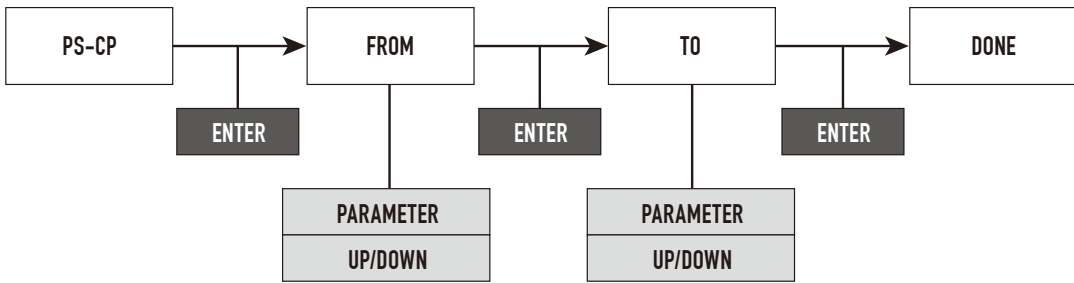 PS-CP
FROM
TO
DONE
ENTER
ENTER
ENTER
PARAMETER
UP/DOWN
PARAMETER
UP/DOWN